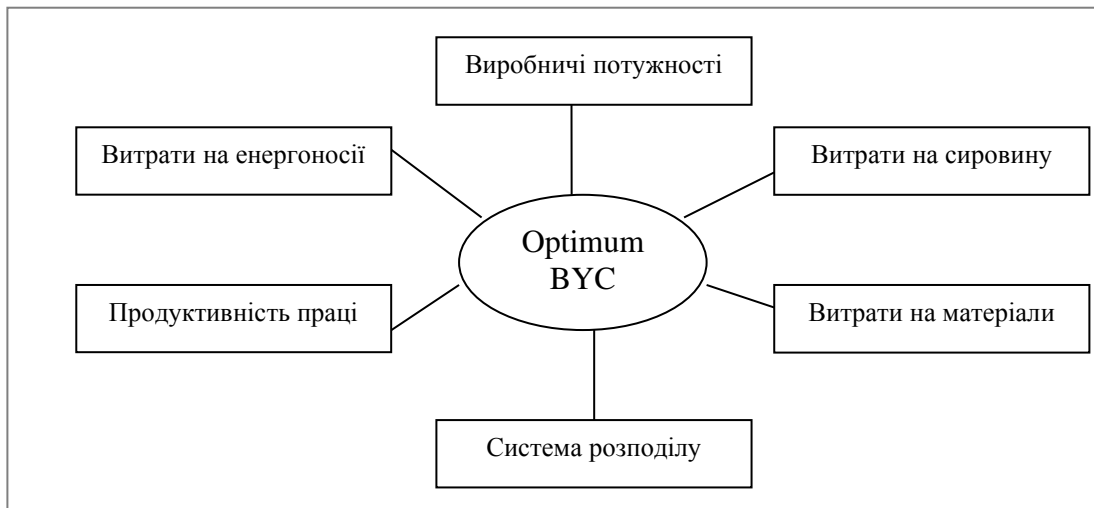 Виробничі потужності
Витрати на енергоносії
Витрати на сировину
Optimum
BYC
Продуктивність праці
Витрати на матеріали
Система розподілу